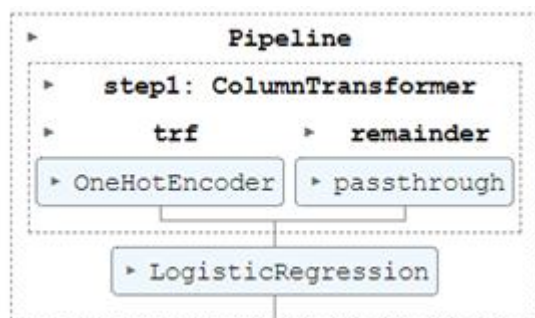 Pipeline
step1: ColumnTransformer
trf remainder
OneHotEncoder passthrough
LogisticRegression